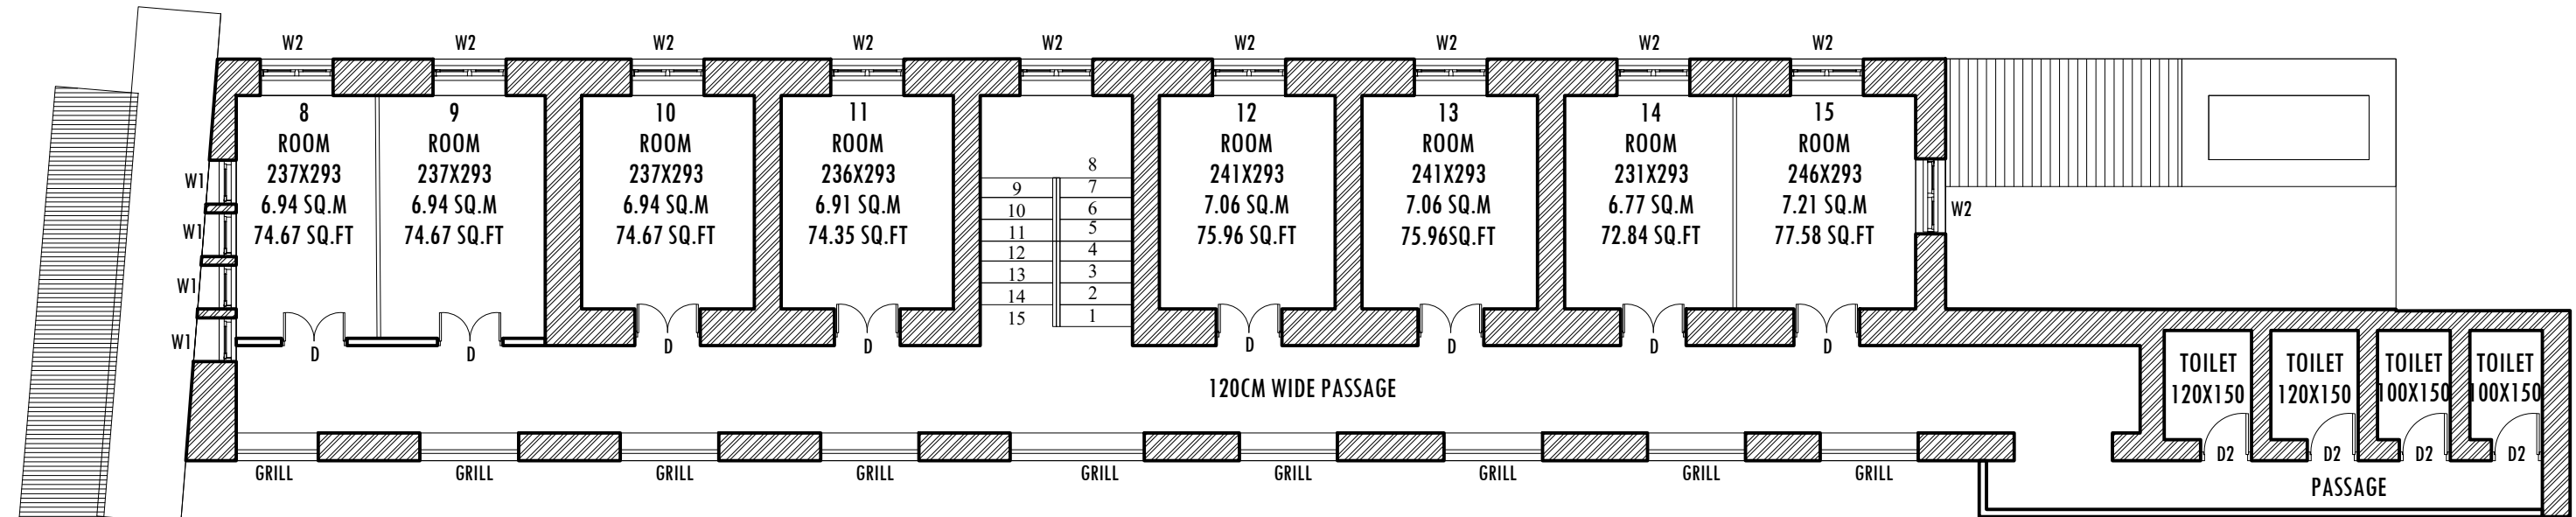 W2 W2 W2 W2 W2 W2 W2 W2 W2
8
ROOM
237X293
6.94 SQ.M
74.67 SQ.FT
9
ROOM
237X293
6.94 SQ.M
74.67 SQ.FT
10
ROOM
237X293
6.94 SQ.M
74.67 SQ.FT
11
ROOM
236X293
6.91 SQ.M
74.35 SQ.FT
8
9 7
10 6
11 5
12 4
13 3
14 2
15 1
12
ROOM
241X293
7.06 SQ.M
75.96 SQ.FT
13
ROOM
241X293
7.06 SQ.M
75.96SQ.FT
14
ROOM
231X293
6.77 SQ.M
72.84 SQ.FT
15
ROOM
246X293
7.21 SQ.M
77.58 SQ.FT
W1
W1
W1
W1
W2
D D D D D D D D
120CM WIDE PASSAGE
TOILET
120X150
TOILET
120X150
TOILET
100X150
TOILET
100X150
D2 D2 D2 D2
GRILL GRILL GRILL GRILL GRILL GRILL GRILL GRILL GRILL
PASSAGE